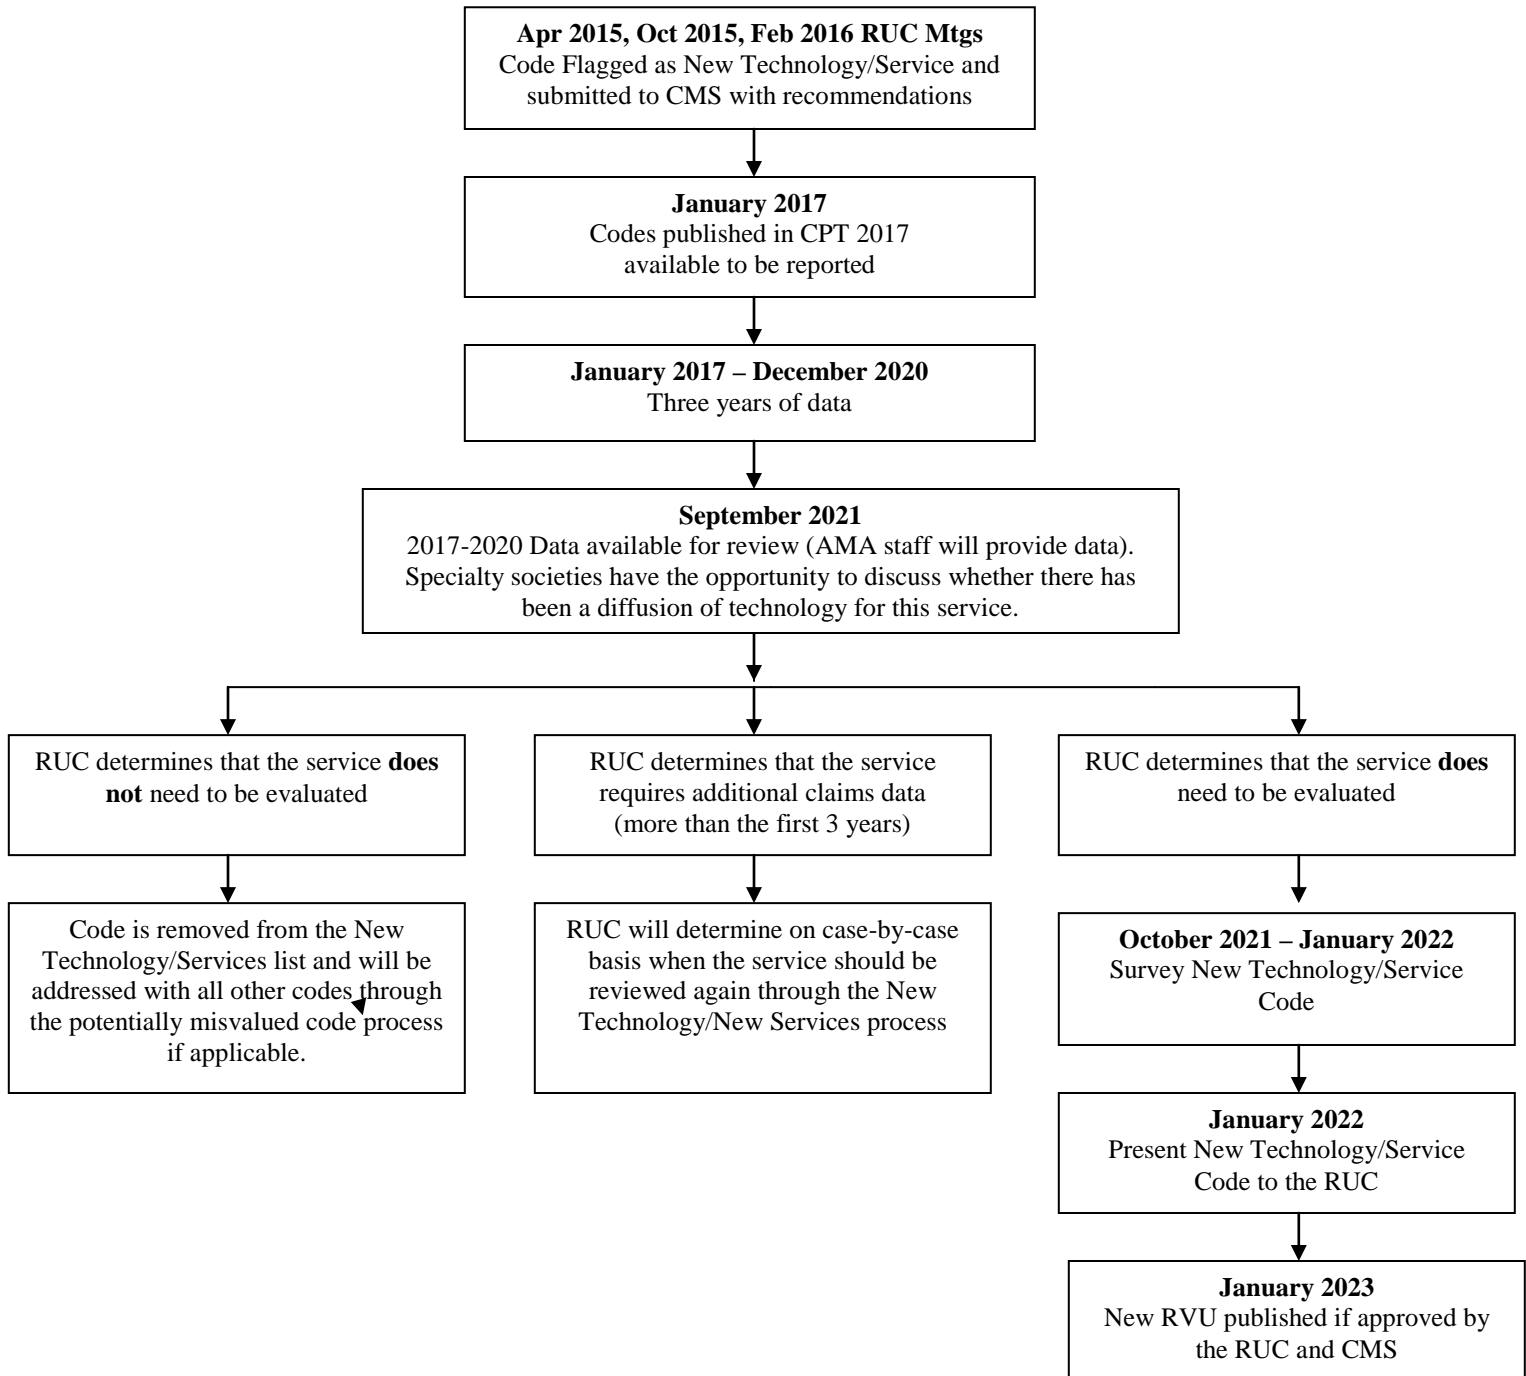 Apr 2015, Oct 2015, Feb 2016 RUC Mtgs
Code Flagged as New Technology/Service and
submitted to CMS with recommendations
January 2017
Codes published in CPT 2017
available to be reported
January 2017 – December 2020
Three years of data
September 2021
2017-2020 Data available for review (AMA staff will provide data).
Specialty societies have the opportunity to discuss whether there has
been a diffusion of technology for this service.
RUC determines that the service does
not need to be evaluated
RUC determines that the service
requires additional claims data
(more than the first 3 years)
RUC determines that the service does
need to be evaluated
Code is removed from the New
Technology/Services list and will be
addressed with all other codes through
the potentially misvalued code process
if applicable.
RUC will determine on case-by-case
basis when the service should be
reviewed again through the New
Technology/New Services process
October 2021 – January 2022
Survey New Technology/Service
Code
January 2022
Present New Technology/Service
Code to the RUC
January 2023
New RVU published if approved by
the RUC and CMS